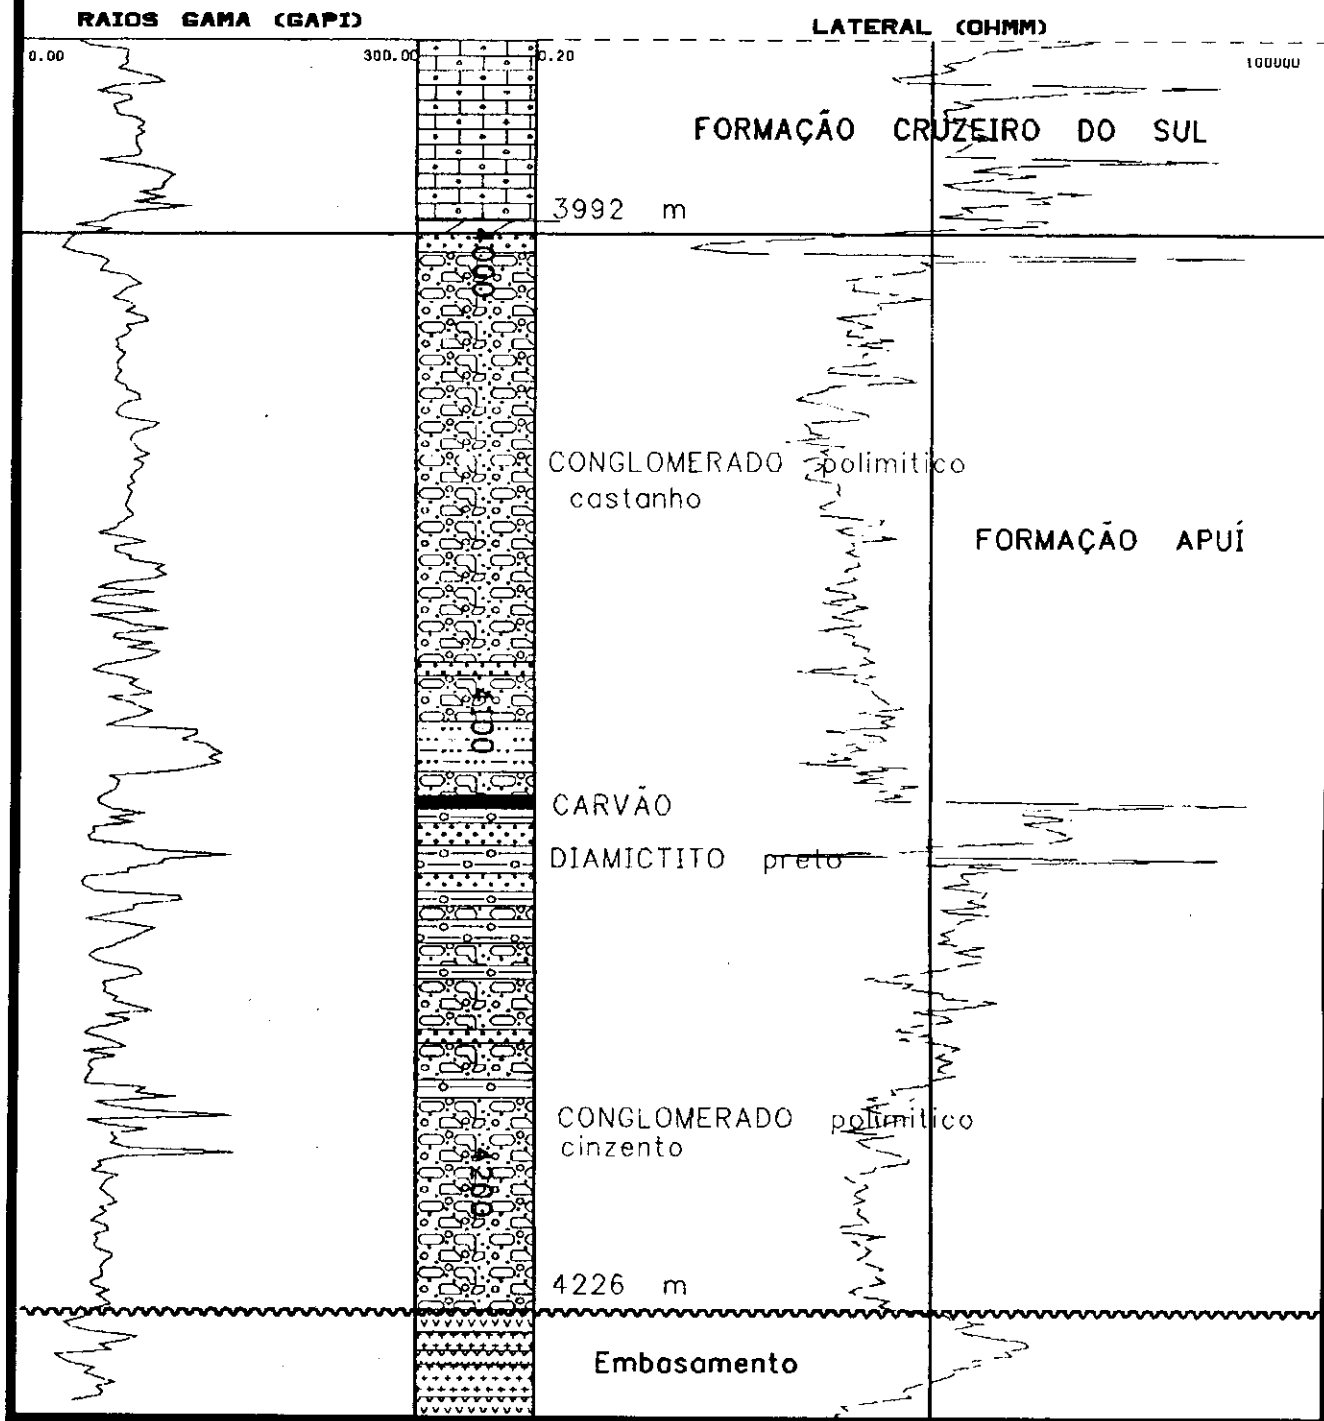 RAIOS GAMA (GAPI)
LATERAL (OHMM)
0.00
300.00
0.20
100000
FORMAÇÃO CRUZEIRO DO SUL
3992 m
4000
CONGLOMERADO polimitico
castanho
FORMAÇÃO APUÍ
4100
CARVÃO
DIAMICTITO preto
CONGLOMERADO polimitico
cinzento
4200
4226 m
Embasamento